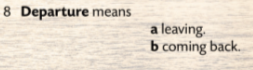 8 Departure means
a leaving.
b coming back.